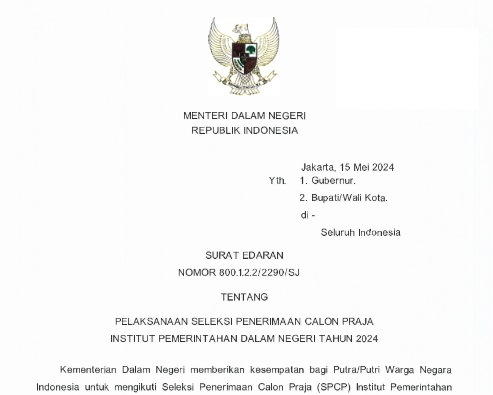 MENTERI DALAM NEGERI
REPUBLIK INDONESIA
Jakarta, 15 Mei 2024
Yth. 1. Gubernur.
2. Bupati/Wali Kota.
di -
Seluruh Indonesia
SURAT EDARAN
NOMOR 800.1.2.2/2290/SJ
TENTANG
PELAKSANAAN SELEKSI PENERIMAAN CALON PRAJA
INSTITUT PEMERINTAHAN DALAM NEGERI TAHUN 2024
Kementerian Dalam Negeri memberikan kesempatan bagi Putra/Putri Warga Negara
Indonesia untuk mengikuti Seleksi Penerimaan Calon Praja (SPCP) Institut Pemerintahan